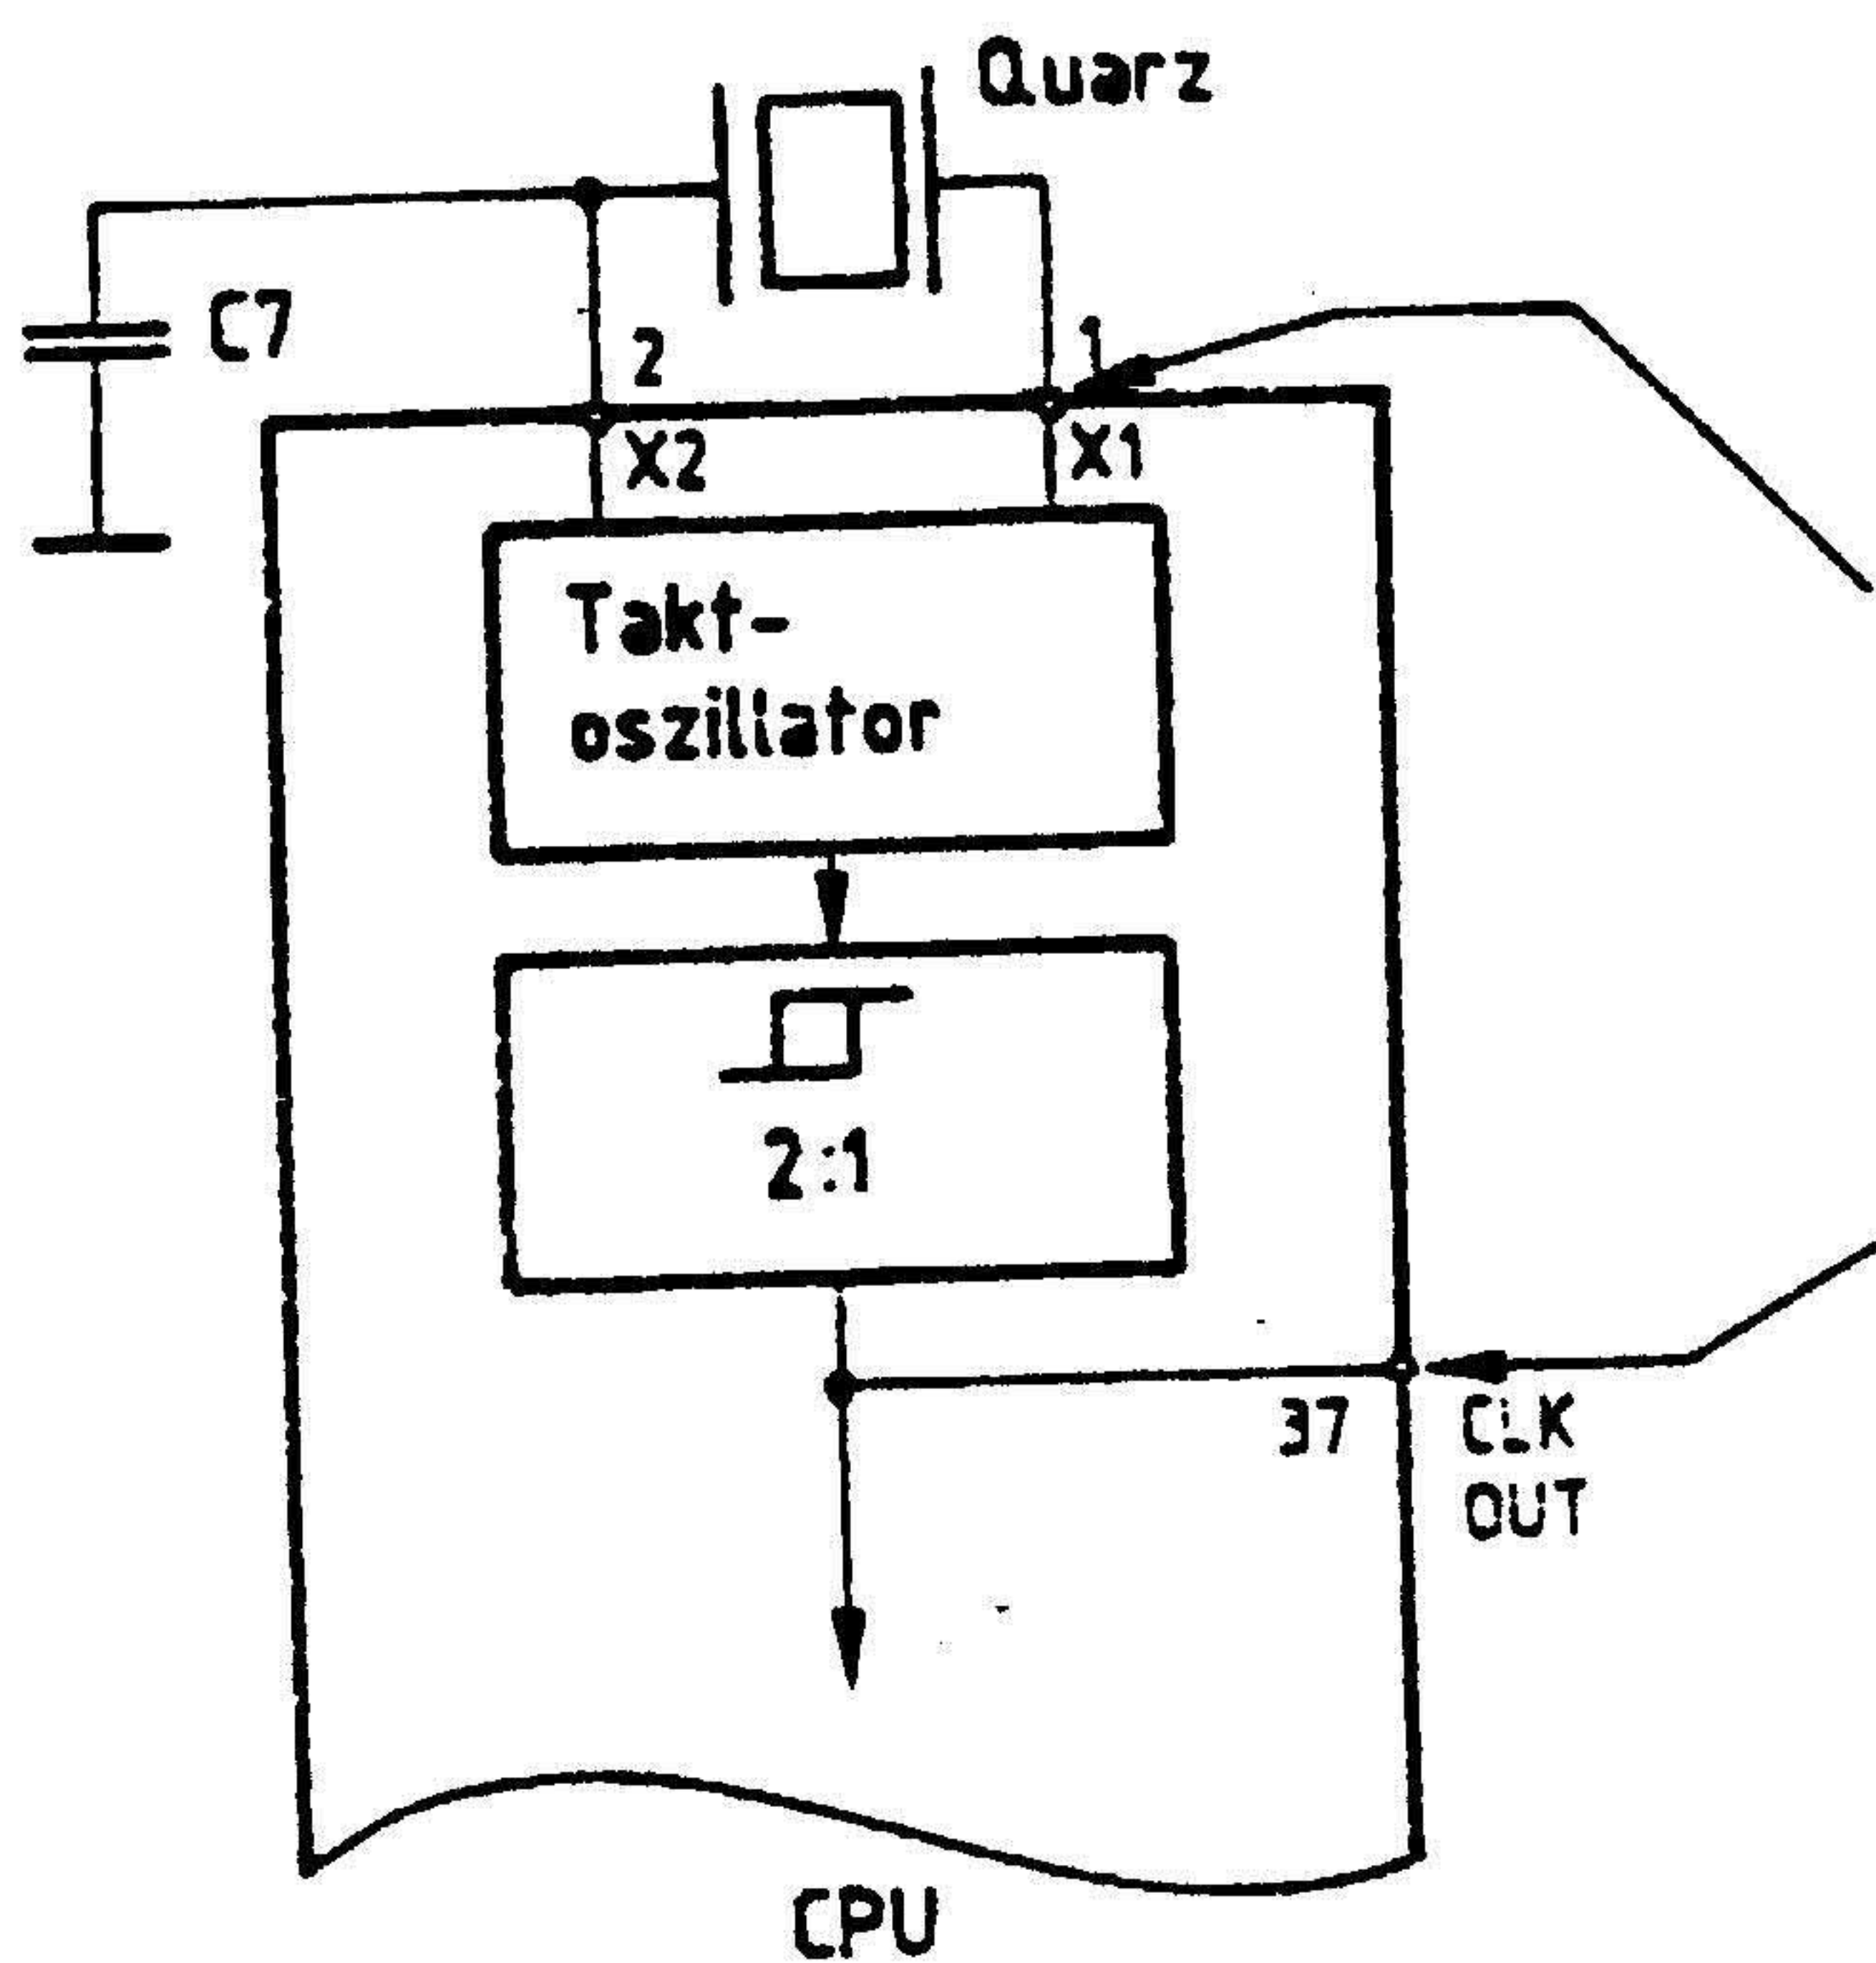 Quarz
C7
2
1
X2
X1
Takt-
oszillator
2:1
37
CLK
OUT
CPU